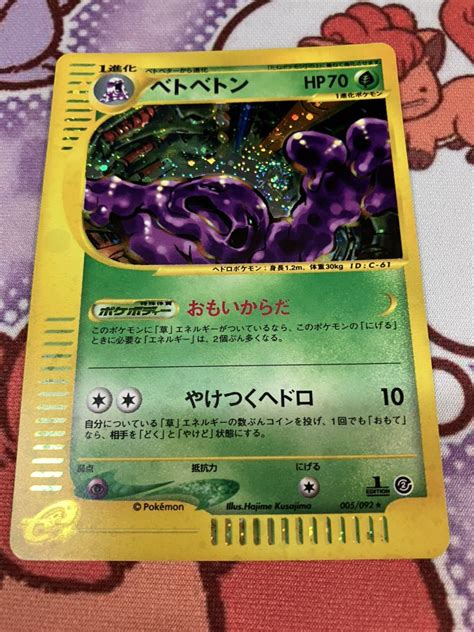 1進化
ベトベターから進化
ベトベトン
HP70
1進化ポケモン
ヘドロポケモン：身長1.2m、体重30kg ID:C-61
特殊体質
ポケボディー
おもいからだ
このポケモンに「草」エネルギーがついているなら、このポケモンの「にげる」
ときに必要な「エネルギー」は、2個ぶん多くなる。
やけつくヘドロ 10
自分についている「草」エネルギーの数ぶんコインを投げ、1回でも「おもて」
なら、相手を「どく」と「やけど」状態にする。
弱点 抵抗力 にげる
1 EDITION
© Pokémon Illus.Hajime Kusajima 005/092 ★